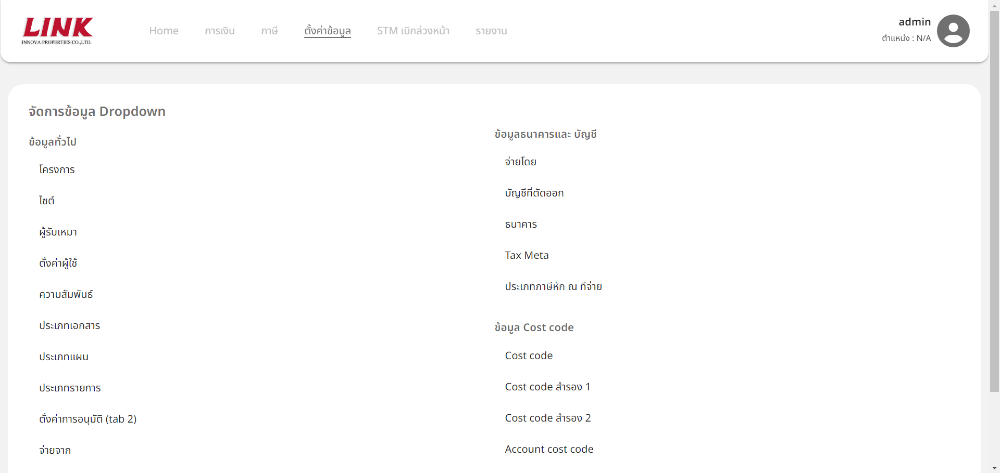 LINK
INNOVA PROPERTIES CO.,LTD.
Home
การเงิน
ภาษี
ตั้งค่าข้อมูล
STM เบิกล่วงหน้า
รายงาน
admin
ตำแหน่ง : N/A
จัดการข้อมูล Dropdown
ข้อมูลทั่วไป
โครงการ
ไซต์
ผู้รับเหมา
ตั้งค่าผู้ใช้
ความสัมพันธ์
ประเภทเอกสาร
ประเภทแผน
ประเภทรายการ
ตั้งค่าการอนุมัติ (tab 2)
จ่ายจาก
ข้อมูลธนาคารและ บัญชี
จ่ายโดย
บัญชีที่ตัดออก
ธนาคาร
Tax Meta
ประเภทภาษีหัก ณ ที่จ่าย
ข้อมูล Cost code
Cost code
Cost code สำรอง 1
Cost code สำรอง 2
Account cost code